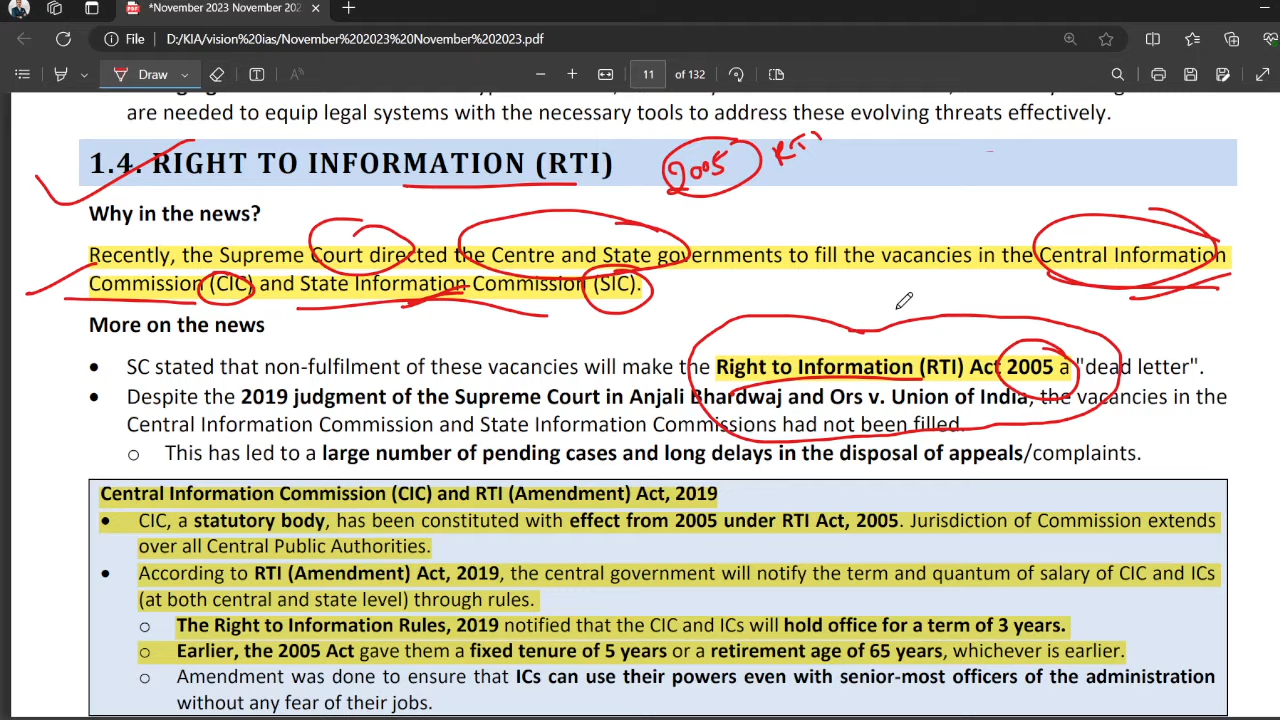 *November 2023 November 202
File D:/KIA/vision%20ias/November%202023%20November%202023.pdf
Draw 11 of 132
are needed to equip legal systems with the necessary tools to address these evolving threats effectively.
1.4. RIGHT TO INFORMATION (RTI) 2005 RTI
Why in the news?
Recently, the Supreme Court directed the Centre and State governments to fill the vacancies in the Central Information
Commission (CIC) and State Information Commission (SIC).
More on the news
• SC stated that non-fulfilment of these vacancies will make the Right to Information (RTI) Act 2005 a "dead letter".
• Despite the 2019 judgment of the Supreme Court in Anjali Bhardwaj and Ors v. Union of India, the vacancies in the
Central Information Commission and State Information Commissions had not been filled.
o This has led to a large number of pending cases and long delays in the disposal of appeals/complaints.
Central Information Commission (CIC) and RTI (Amendment) Act, 2019
• CIC, a statutory body, has been constituted with effect from 2005 under RTI Act, 2005. Jurisdiction of Commission extends
over all Central Public Authorities.
• According to RTI (Amendment) Act, 2019, the central government will notify the term and quantum of salary of CIC and ICs
(at both central and state level) through rules.
o The Right to Information Rules, 2019 notified that the CIC and ICs will hold office for a term of 3 years.
o Earlier, the 2005 Act gave them a fixed tenure of 5 years or a retirement age of 65 years, whichever is earlier.
o Amendment was done to ensure that ICs can use their powers even with senior-most officers of the administration
without any fear of their jobs.